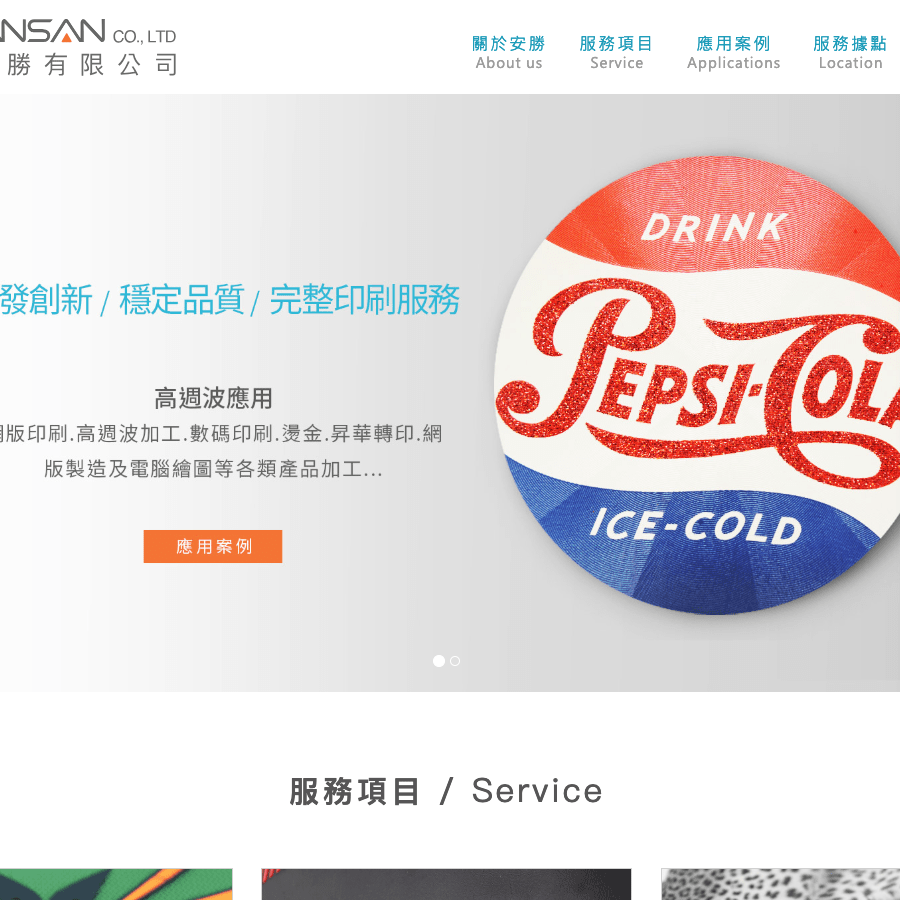 NSAN CO., LTD
勝有限公司
關於安勝 服務項目 應用案例 服務據點
About us Service Applications Location
發創新 / 穩定品質 / 完整印刷服務
高週波應用
版印刷.高週波加工.數碼印刷.燙金.昇華轉印.網
版製造及電腦繪圖等各類產品加工...
應用案例
DRINK
PEPSI-COLA
ICE-COLD
服務項目 / Service